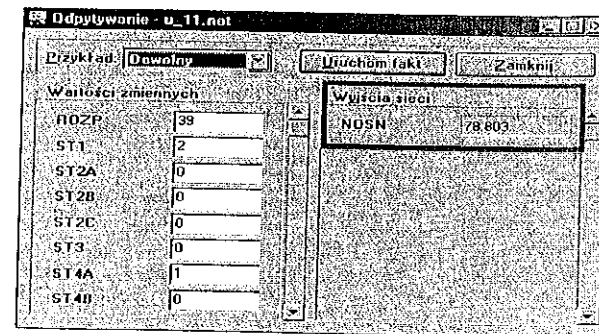 Odpytywanie - u_11.net
Przykład: Dowolny
Uruchom fakt
Zamknij
Wartości zmiennych
ROZP 39
ST1 2
ST2A 0
ST2B 0
ST2C 0
ST3 0
ST4A 1
ST4B 0
Wyjścia sieci
NOSN 78.803